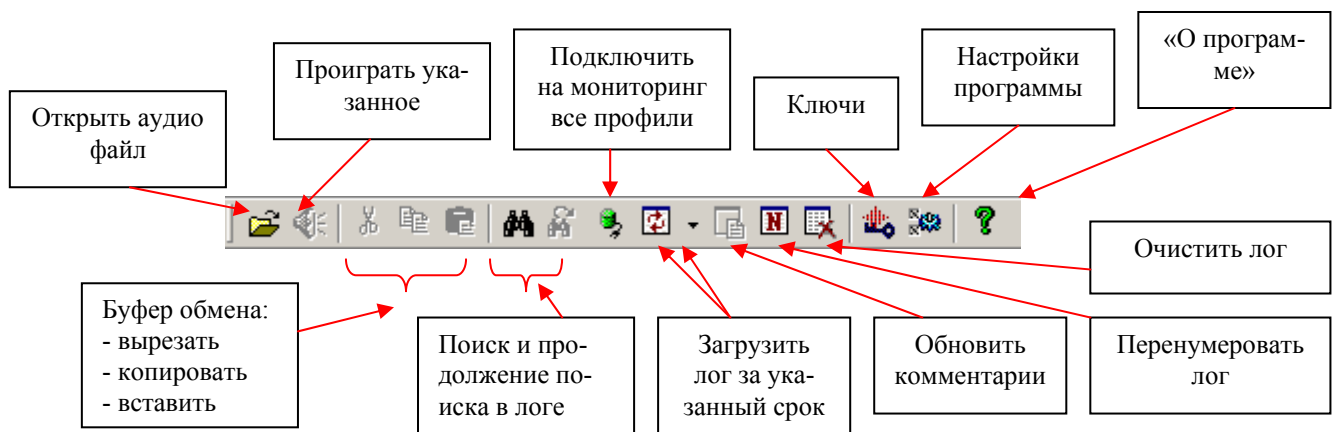 Открыть аудио
файл
Проиграть ука-
занное
Подключить
на мониторинг
все профили
Ключи
Настройки
программы
«О програм-
ме»
N
?
Очистить лог
Буфер обмена:
- вырезать
- копировать
- вставить
Поиск и про-
должение по-
иска в логе
Загрузить
лог за ука-
занный срок
Обновить
комментарии
Перенумеровать
лог